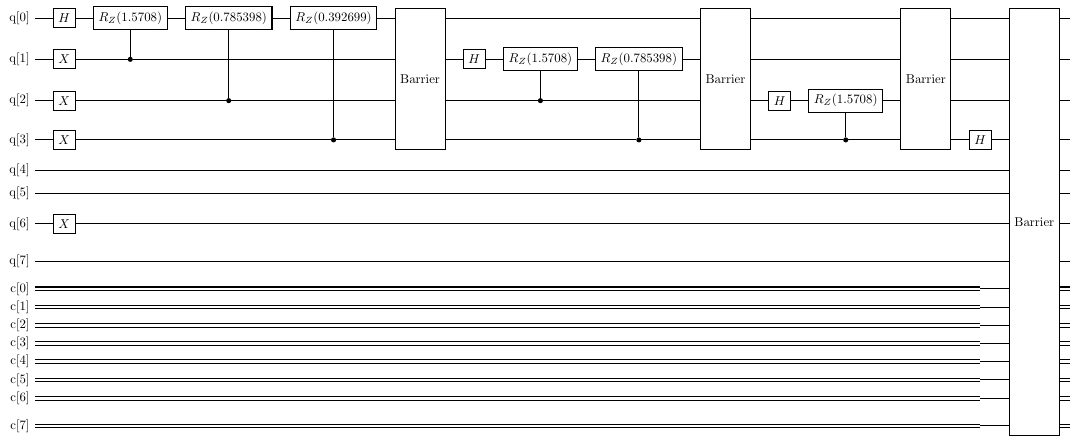 q[0] H R_Z(1.5708) R_Z(0.785398) R_Z(0.392699)
q[1] X H R_Z(1.5708) R_Z(0.785398)
Barrier Barrier Barrier
q[2] X H R_Z(1.5708)
q[3] X H
q[4]
q[5]
q[6] X Barrier
q[7]
c[0]
c[1]
c[2]
c[3]
c[4]
c[5]
c[6]
c[7]